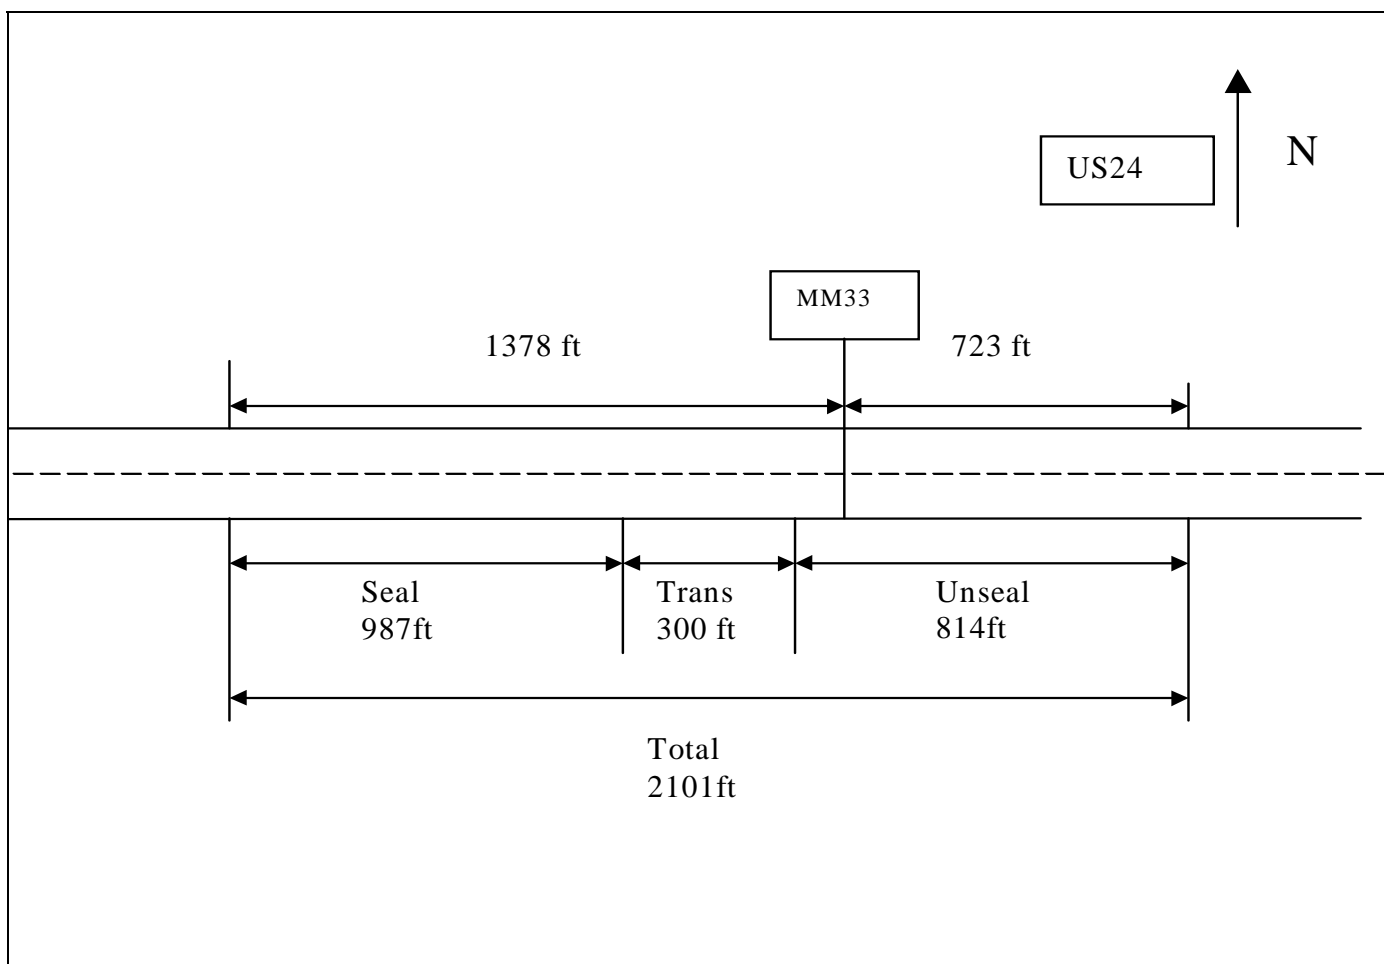 US24
N
MM33
1378 ft
723 ft
Seal
987ft
Trans
300 ft
Unseal
814ft
Total
2101ft